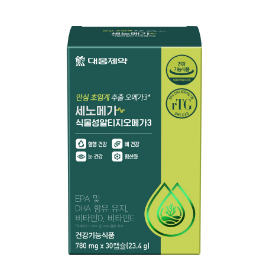 대웅제약
안심 초임계 추출 오메가3*
세노메가
식물성알티지오메가3
혈행 건강
뼈 건강
눈 건강
항산화
EPA 및
DHA 함유 유지,
비타민D, 비타민E
건강기능식품
780 mg x 30캡슐(23.4 g)
건강
기능식품
rTG